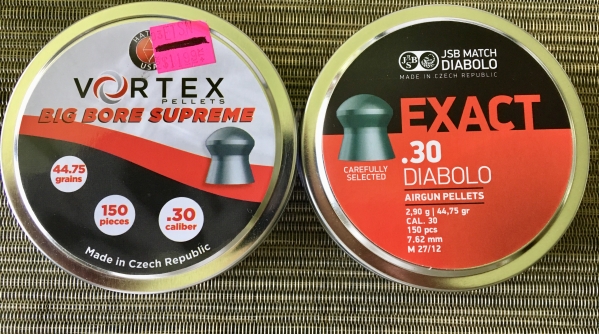 HAT
VORTEX
PELLETS
BIG BORE SUPREME
44.75
grains
150
pieces
.30
caliber
Made in Czech Republic
JSB
JSB MATCH
DIABOLO
MADE IN CZECH REPUBLIC
EXACT
.30
DIABOLO
CAREFULLY
SELECTED
AIRGUN PELLETS
2,90 g | 44,75 gr
CAL. 30
150 pcs
7.62 mm
M 27/12